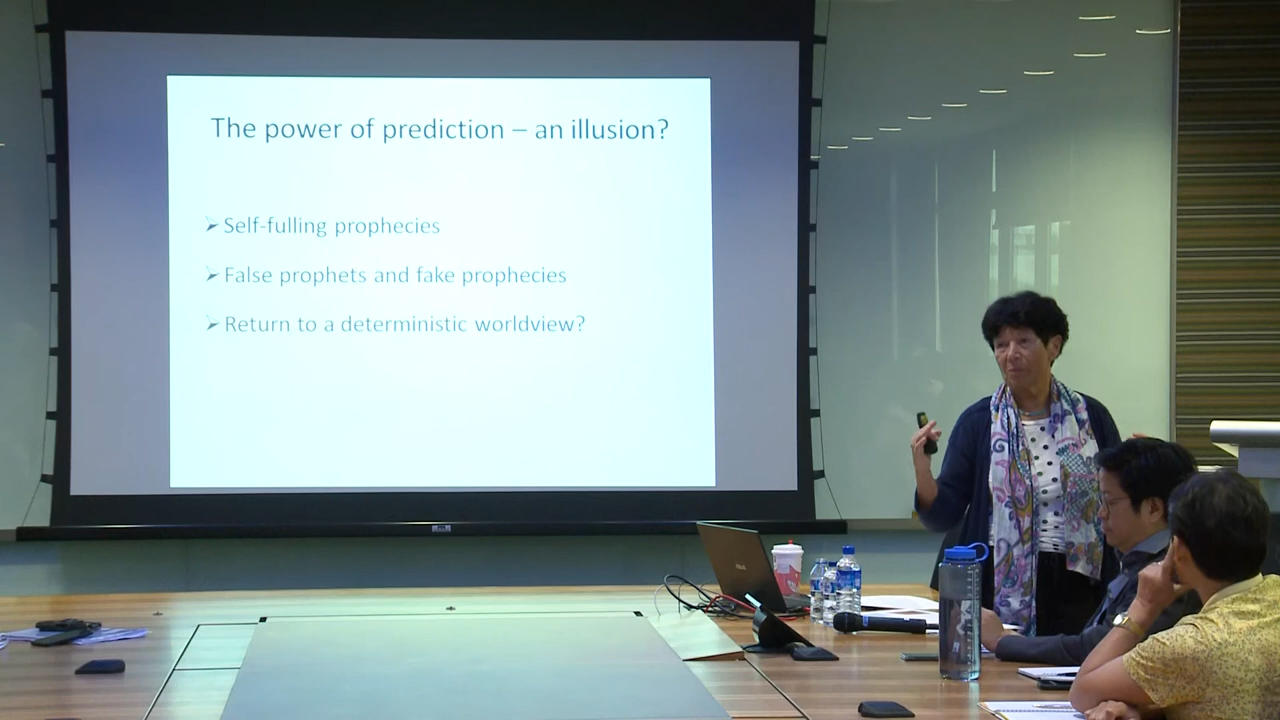 The power of prediction – an illusion?
Self-fulling prophecies
False prophets and fake prophecies
Return to a deterministic worldview?